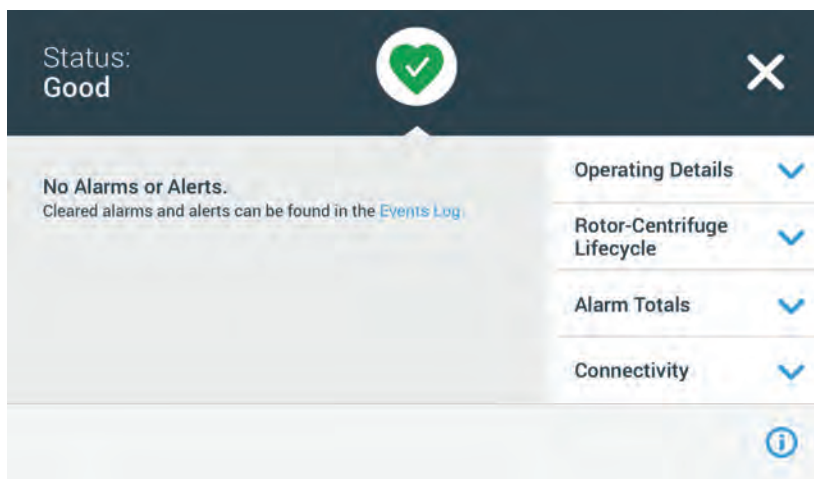 Status:
Good
No Alarms or Alerts.
Cleared alarms and alerts can be found in the Events Log.
Operating Details
Rotor-Centrifuge
Lifecycle
Alarm Totals
Connectivity